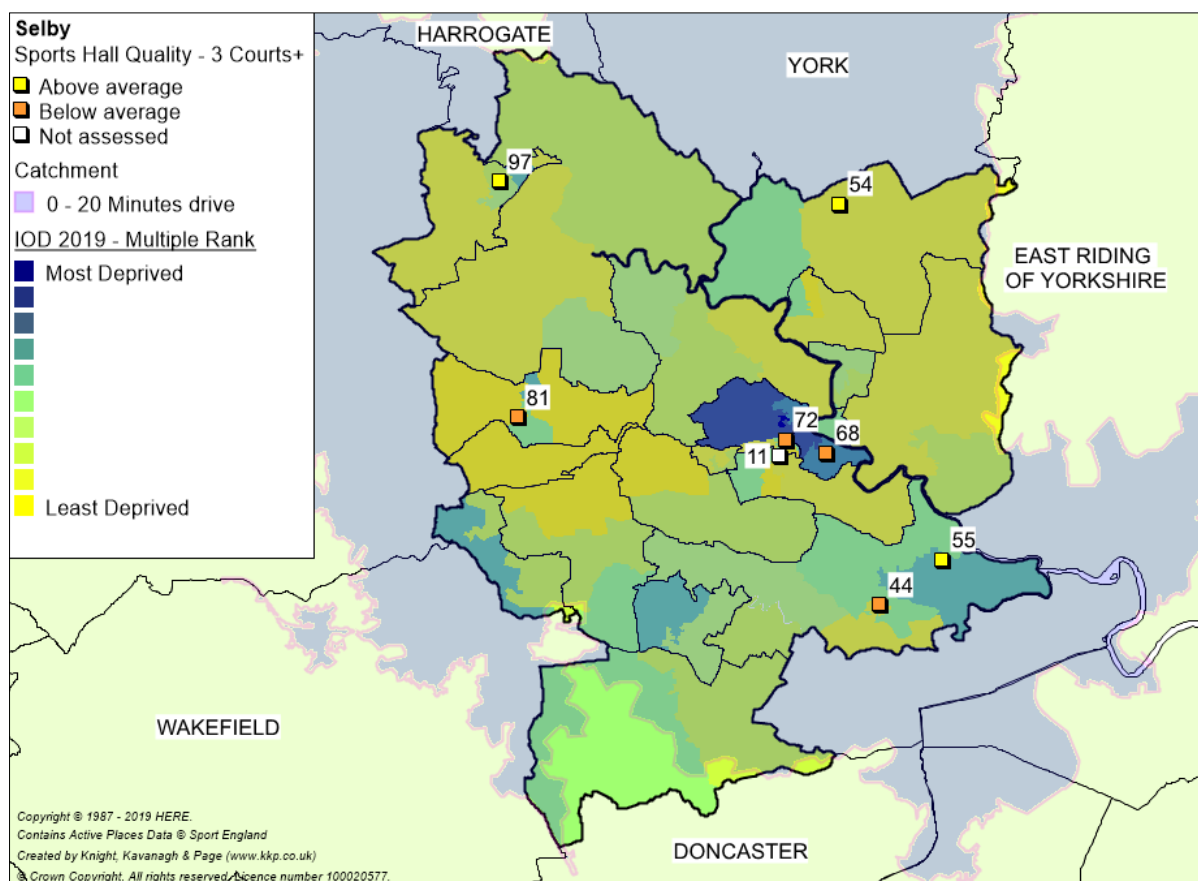 Selby
Sports Hall Quality - 3 Courts+
Above average
Below average
Not assessed
Catchment
0 - 20 Minutes drive
IOD 2019 - Multiple Rank
Most Deprived
Least Deprived
HARROGATE
YORK
97
54
EAST RIDING
OF YORKSHIRE
81
72
68
11
55
44
WAKEFIELD
DONCASTER
Copyright © 1987 - 2019 HERE.
Contains Active Places Data © Sport England
Created by Knight, Kavanagh & Page (www.kkp.co.uk)
© Crown Copyright. All rights reserved. Licence number 100020577.